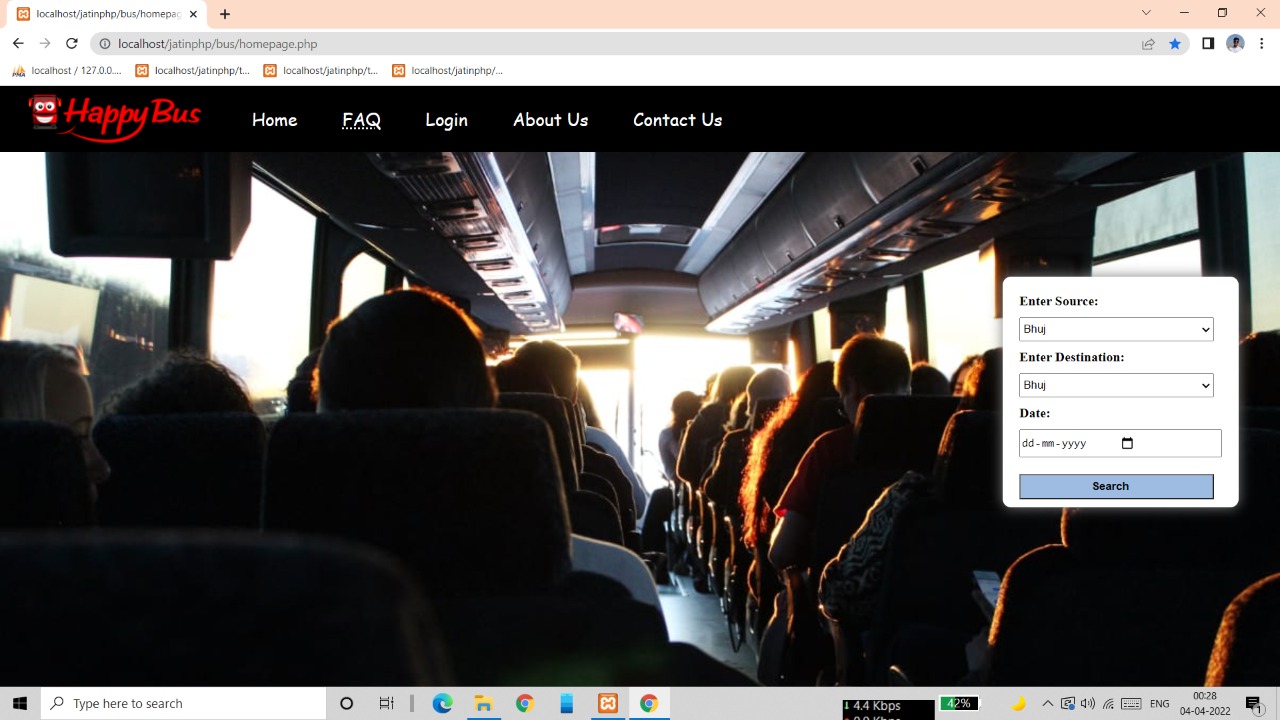 localhost/jatinphp/bus/homepag
localhost/jatinphp/bus/homepage.php
localhost / 127.0.0....
localhost/jatinphp/t...
localhost/jatinphp/t...
localhost/jatinphp/...
HappyBus
Home
FAQ
Login
About Us
Contact Us
Enter Source:
Bhuj
Enter Destination:
Bhuj
Date:
dd-mm-yyyy
Search
Type here to search
4.4 Kbps
42%
ENG
00:28
04-04-2022
1